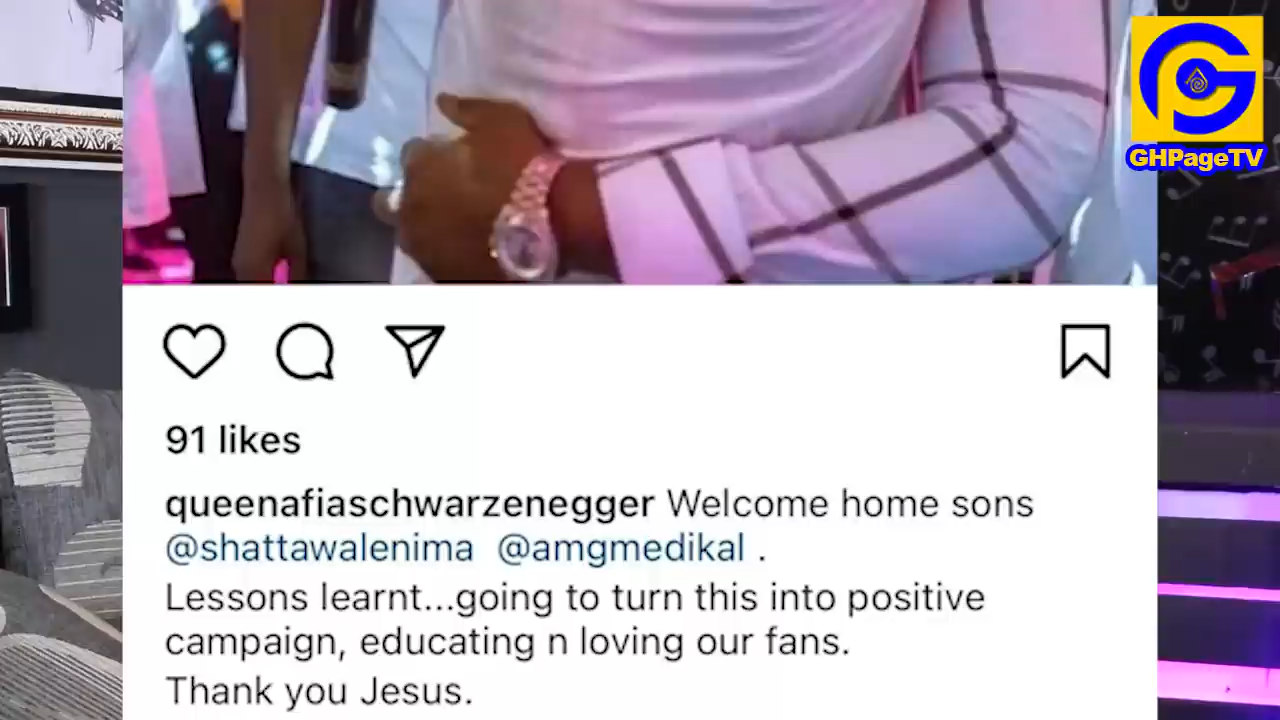 GHPageTV
91 likes
queenafiaschwarzenegger Welcome home sons
@shattawalenima @amgmedikal .
Lessons learnt...going to turn this into positive
campaign, educating n loving our fans.
Thank you Jesus.